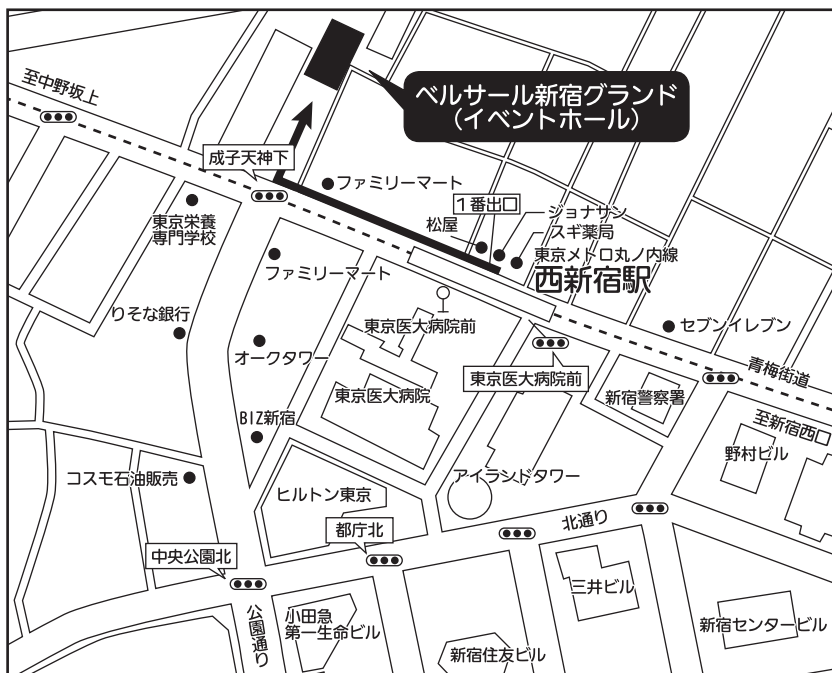 至中野坂上
ベルサール新宿グランド
（イベントホール）
成子天神下
ファミリーマート
1番出口
東京栄養
専門学校
松屋
ジョナサン
スギ薬局
東京メトロ丸ノ内線
西新宿駅
ファミリーマート
りそな銀行
東京医大病院前
セブンイレブン
オークタワー
東京医大病院前
青梅街道
東京医大病院
新宿警察署
BIZ新宿
至新宿西口
野村ビル
コスモ石油販売
アイランドタワー
ヒルトン東京
北通り
都庁北
中央公園北
三井ビル
公園通り
小田急
第一生命ビル
新宿センタービル
新宿住友ビル